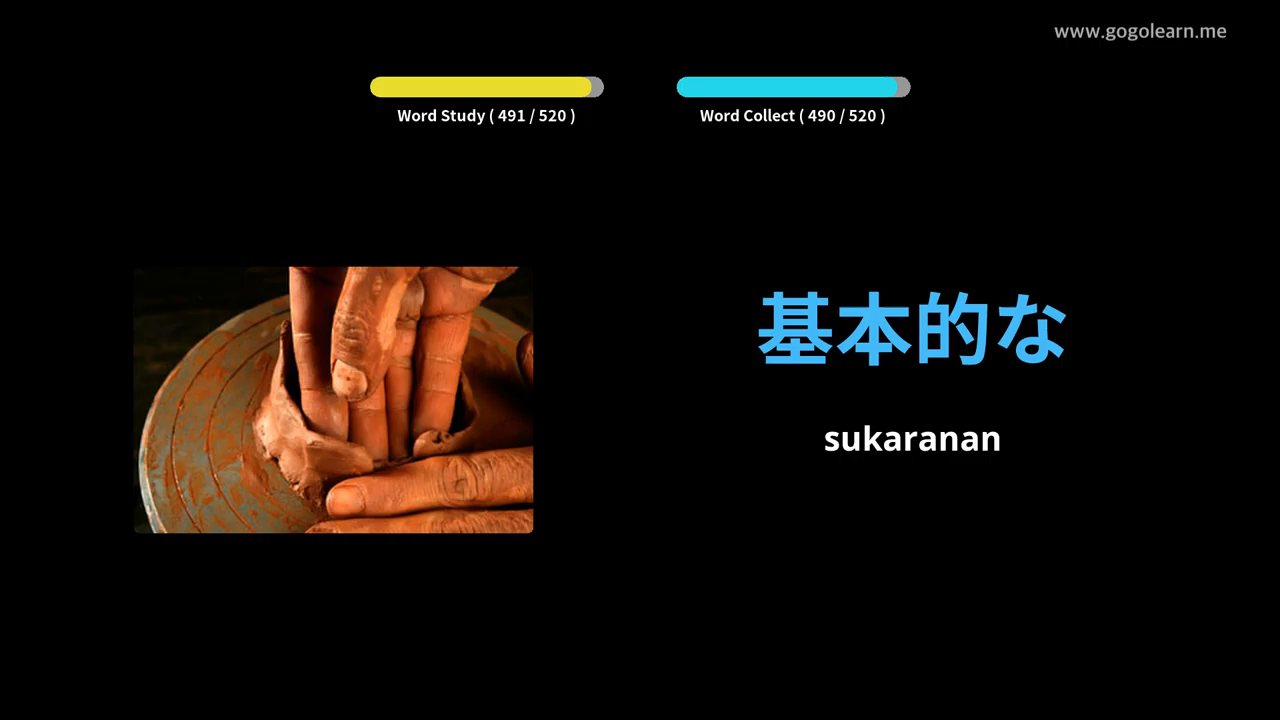 www.gogolearn.me
Word Study ( 491 / 520 )
Word Collect ( 490 / 520 )
基本的な
sukaranan